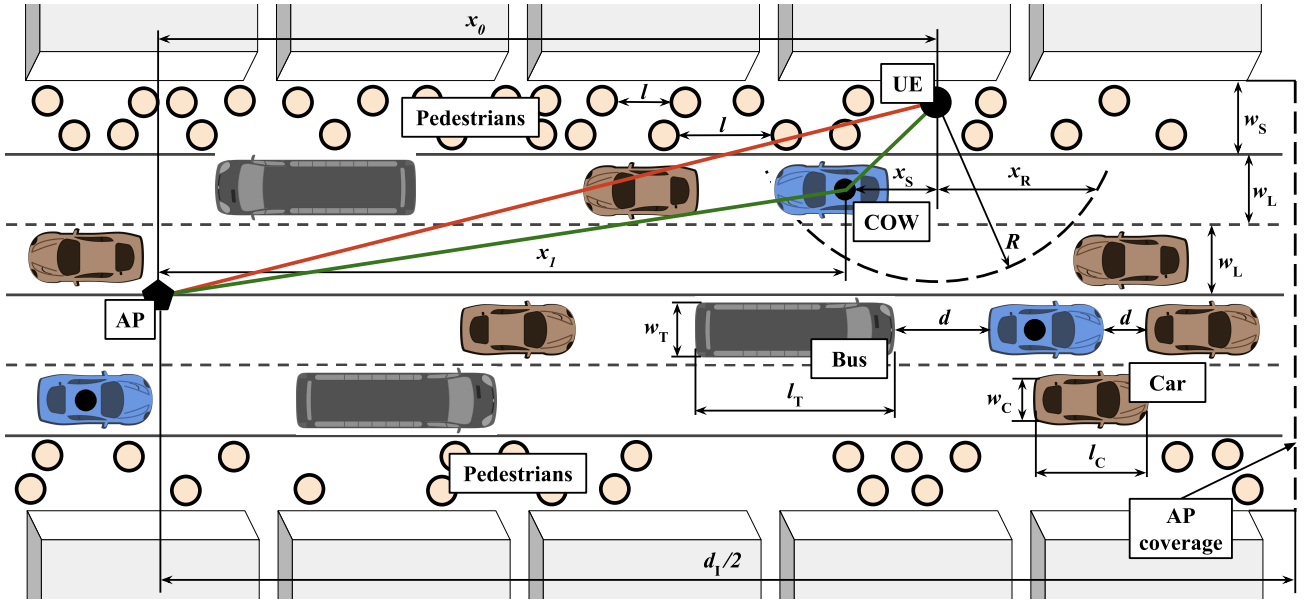 x0
UE
l
Pedestrians
l
wS
xS
xR
wL
COW
R
x1
wL
AP
wT
d
d
Bus
Car
lT
wC
lC
Pedestrians
AP
coverage
dI/2